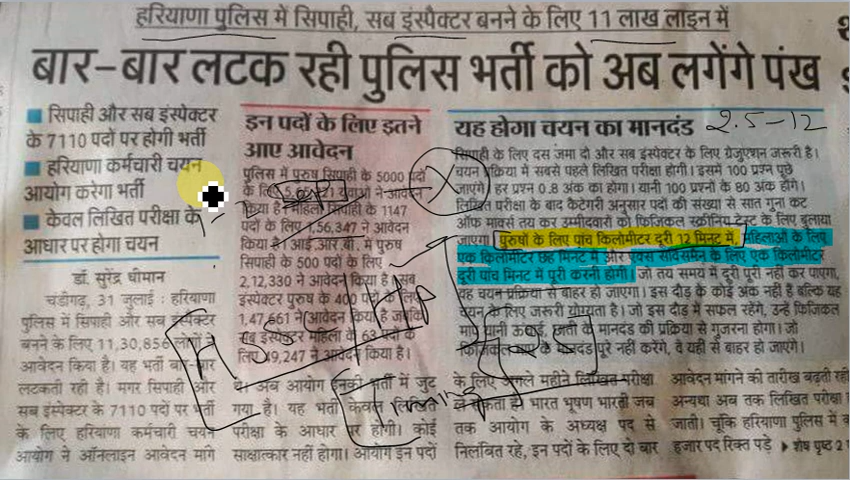 हरियाणा पुलिस में सिपाही, सब इंस्पैक्टर बनने के लिए 11 लाख लाइन में
बार-बार लटक रही पुलिस भर्ती को अब लगेंगे पंख
सिपाही और सब इंस्पेक्टर
के 7110 पदों पर होगी भर्ती
हरियाणा कर्मचारी चयन
आयोग करेगा भर्ती
केवल लिखित परीक्षा के
आधार पर होगा चयन
डॉ. सुरेंद्र धीमान
चंडीगढ़, 31 जुलाई : हरियाणा
पुलिस में सिपाही और सब इंस्पेक्टर
बनने के लिए 11,30,856 लोगों ने
आवेदन किया है। यह भर्ती बार-बार
लटकती रही है। मगर सिपाही और
सब इंस्पेक्टर के 7110 पदों पर भर्ती
के लिए हरियाणा कर्मचारी चयन
आयोग ने ऑनलाइन आवेदन मांगे
इन पदों के लिए इतने
आए आवेदन
पुलिस में पुरुष सिपाही के 5000 पदों
के लिए युवाओं ने आवेदन
किया है। महिला सिपाही के 1147
पदों के लिए 1,56,347 ने आवेदन
किया है। आई.आर.बी. में पुरुष
सिपाही के 500 पदों के लिए
2,12,330 ने आवेदन किया है। सब
इंस्पेक्टर पुरुष के 400 पदों के लिए
1,47,661 ने आवेदन किया है जबकि
सब इंस्पेक्टर महिला के 63 पदों के
लिए 49,247 ने आवेदन किया है।
थे। अब आयोग इनकी भर्ती में जुट
गया है। यह भर्ती केवल लिखित
परीक्षा के आधार पर होगी। कोई
साक्षात्कार नहीं होगा। आयोग इन पदों
यह होगा चयन का मानदंड 2.5-12
सिपाही के लिए दस जमा दो और सब इंस्पेक्टर के लिए ग्रेजुएशन जरूरी है।
चयन प्रक्रिया में सबसे पहले लिखित परीक्षा होगी। इसमें 100 प्रश्न पूछे
जाएंगे। हर प्रश्न 0.8 अंक का होगा। यानी 100 प्रश्नों के 80 अंक होंगे।
लिखित परीक्षा के बाद कैटेगरी अनुसार पदों की संख्या से सात गुना कट
ऑफ मार्क्स तय कर उम्मीदवारों को फिजिकल स्क्रीनिंग टेस्ट के लिए बुलाया
जाएगा। पुरुषों के लिए पांच किलोमीटर दूरी 12 मिनट में, महिलाओं के लिए
एक किलोमीटर छह मिनट में और एक्स सर्विसमैन के लिए एक किलोमीटर
दूरी पांच मिनट में पूरी करनी होगी। जो तय समय में दूरी पूरी नहीं कर पाएगा,
वह चयन प्रक्रिया से बाहर हो जाएगा। इस दौड़ के कोई अंक नहीं है बल्कि यह
चयन के लिए जरूरी योग्यता है। जो इस दौड़ में सफल रहेंगे, उन्हें फिजिकल
माप यानी ऊंचाई, छाती के मानदंड की प्रक्रिया से गुजरना होगा। जो
फिजिकल माप के मानदंड पूरे नहीं करेंगे, वे यही से बाहर हो जाएंगे।
के लिए अगले महीने लिखित परीक्षा
ले सकता है। भारत भूषण भारती जब
तक आयोग के अध्यक्ष पद से
निलंबित रहे, इन पदों के लिए दो बार
आवेदन मांगने की तारीख बढ़ती रही
अन्यथा अब तक लिखित परीक्षा
जाती। चूंकि हरियाणा पुलिस में
हजार पद रिक्त पड़े ▶ शेष पृष्ठ 2